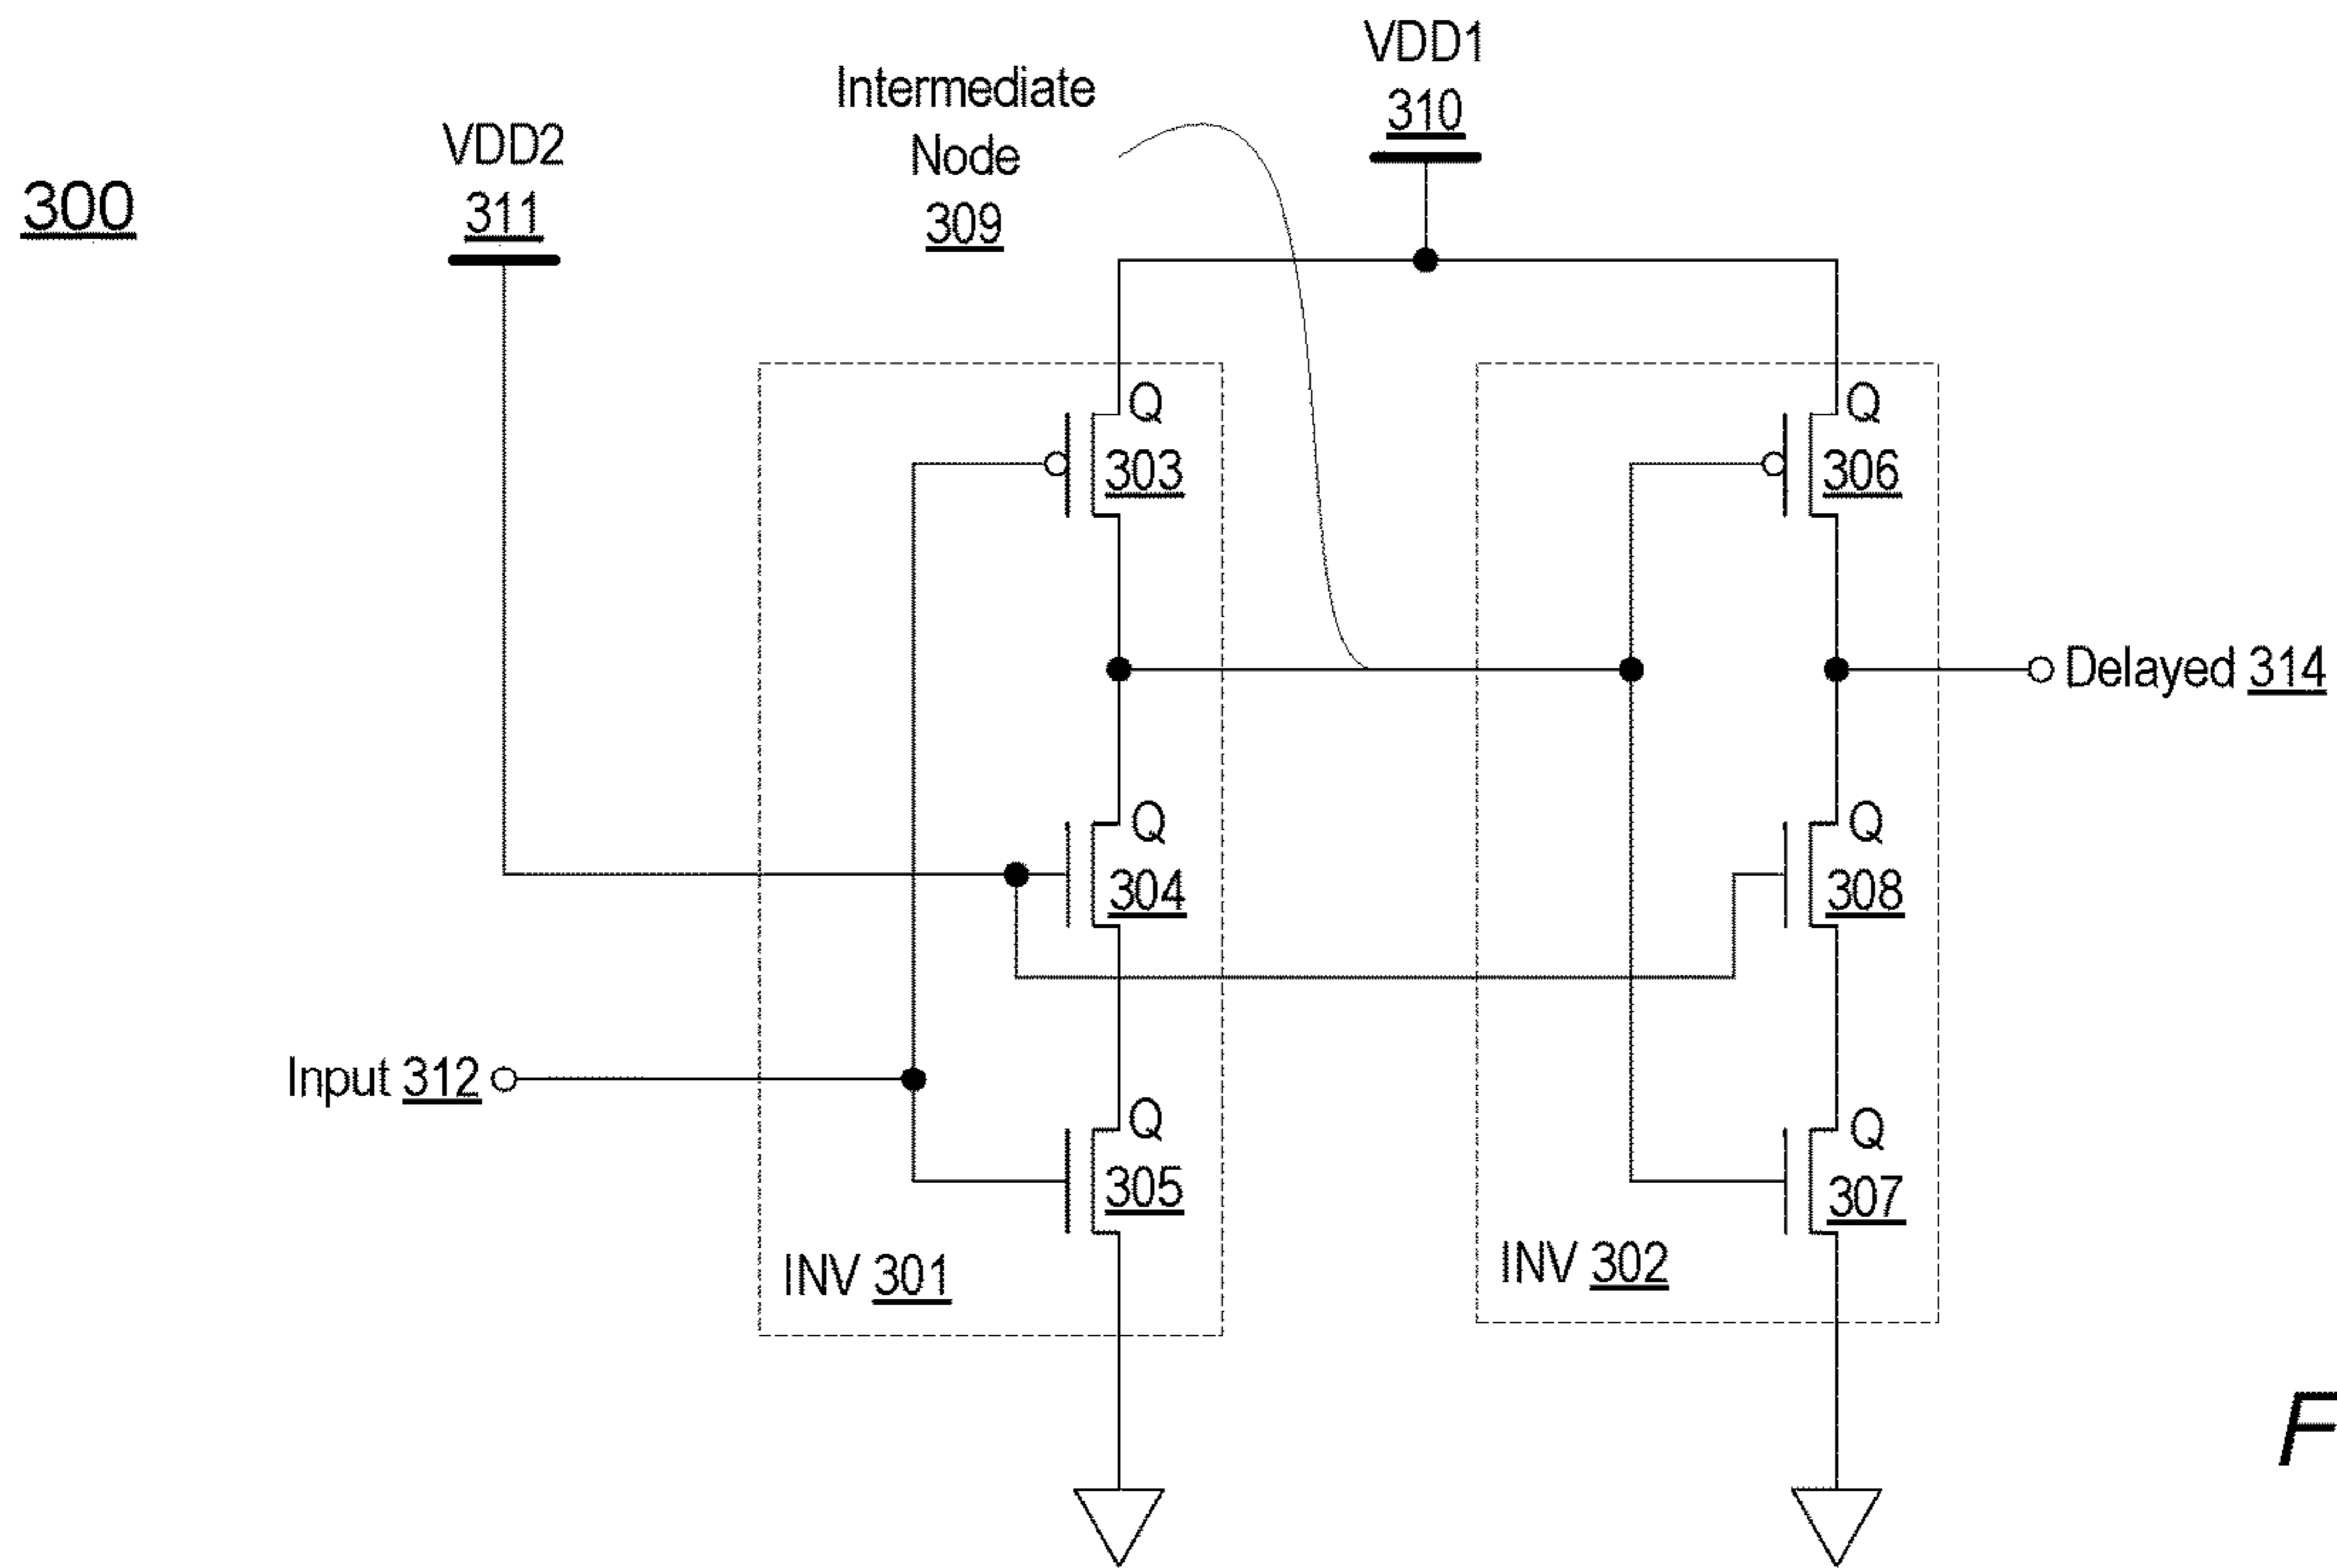 300
VDD2
311
Intermediate
Node
309
VDD1
310
Q
303
Q
306
Delayed 314
Q
304
Q
308
Input 312
Q
305
Q
307
INV 301
INV 302
F